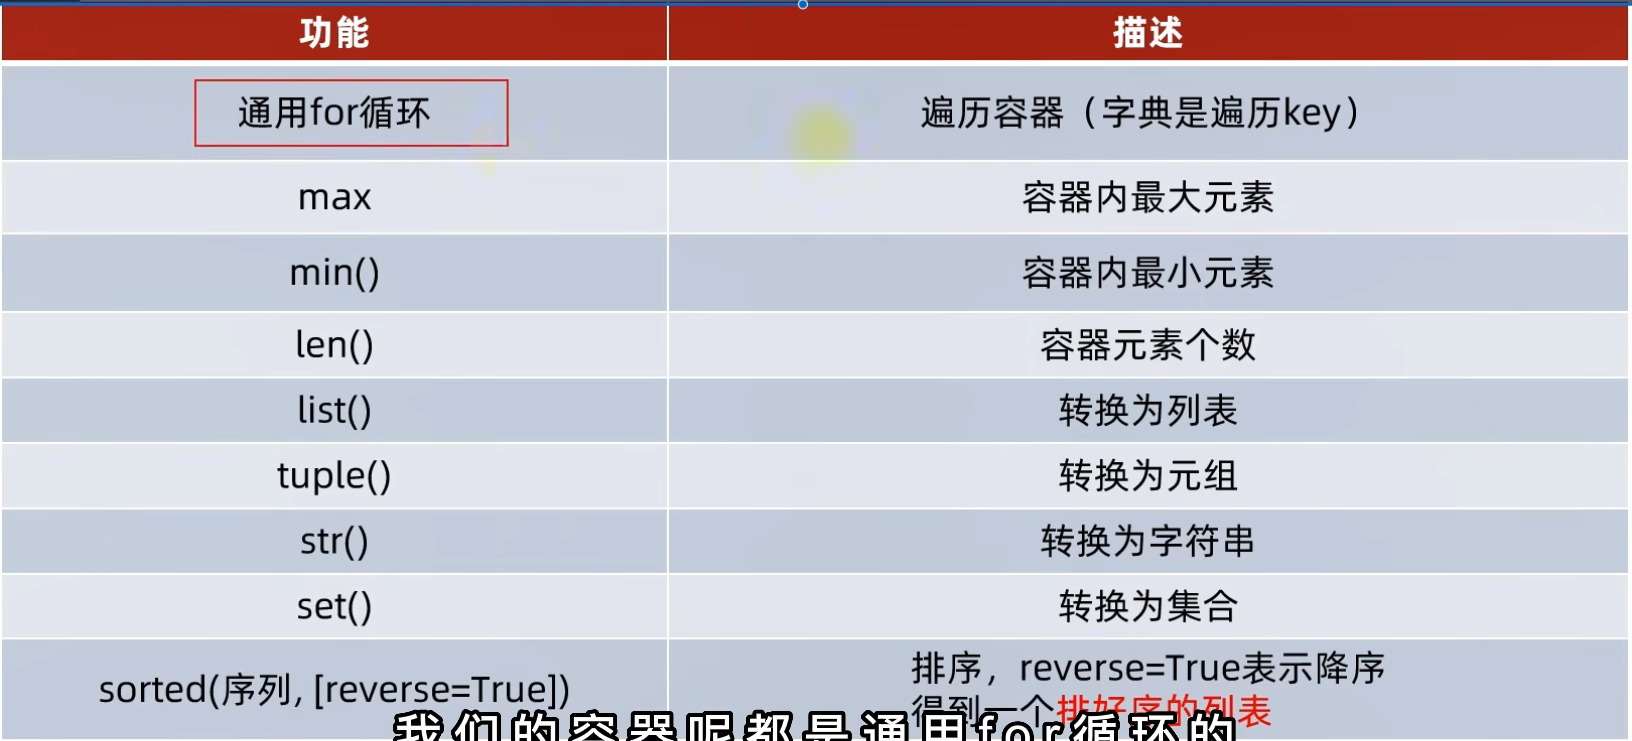 功能 描述
通用for循环 遍历容器（字典是遍历key）
max 容器内最大元素
min() 容器内最小元素
len() 容器元素个数
list() 转换为列表
tuple() 转换为元组
str() 转换为字符串
set() 转换为集合
sorted(序列, [reverse=True]) 排序，reverse=True表示降序
得到一个排好序的列表
我们的容器呢都是通用for循环的